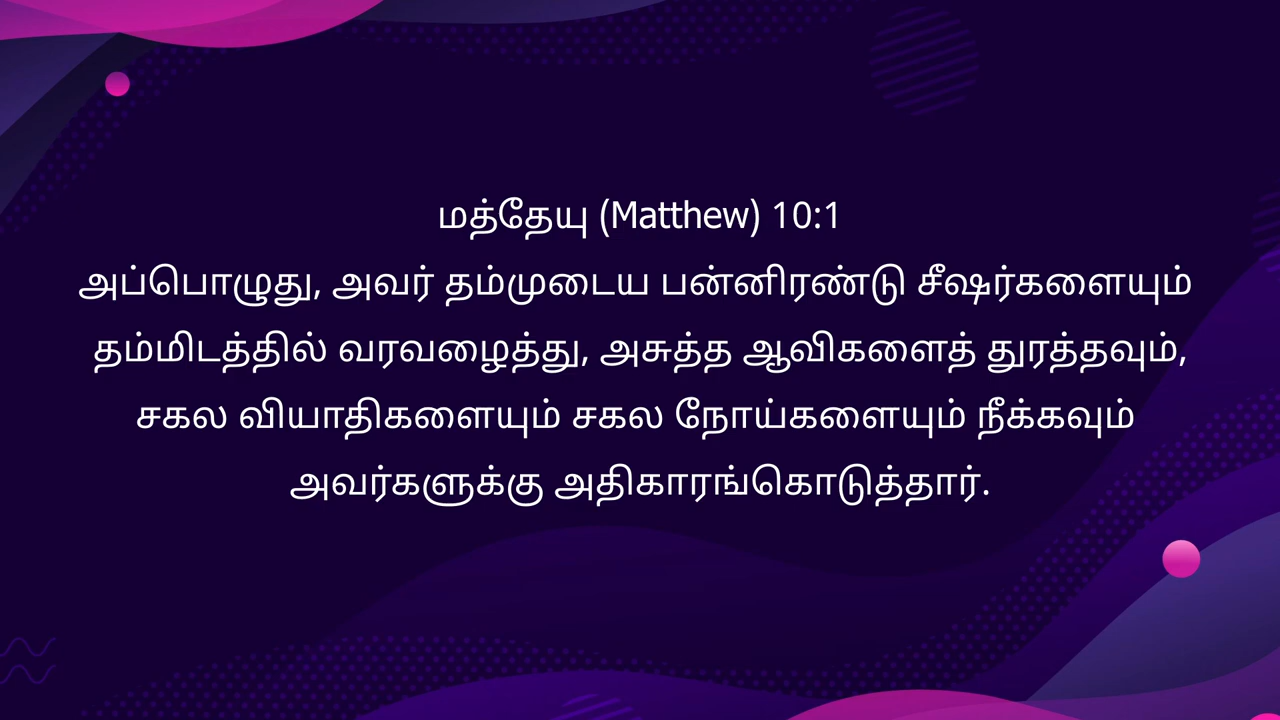 மத்தேயு (Matthew) 10:1
அப்பொழுது, அவர் தம்முடைய பன்னிரண்டு சீஷர்களையும்
தம்மிடத்தில் வரவழைத்து, அசுத்த ஆவிகளைத் துரத்தவும்,
சகல வியாதிகளையும் சகல நோய்களையும் நீக்கவும்
அவர்களுக்கு அதிகாரங்கொடுத்தார்.